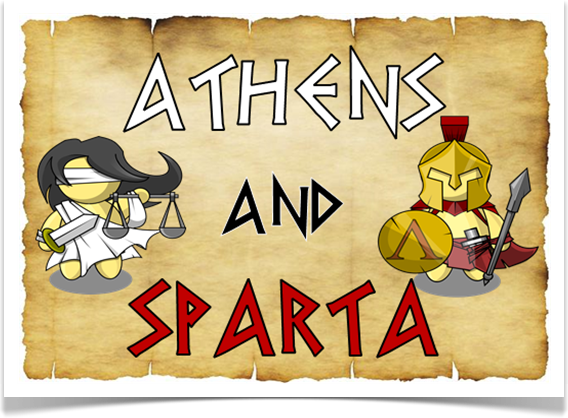 ATHENS
AND
SPARTA
Λ